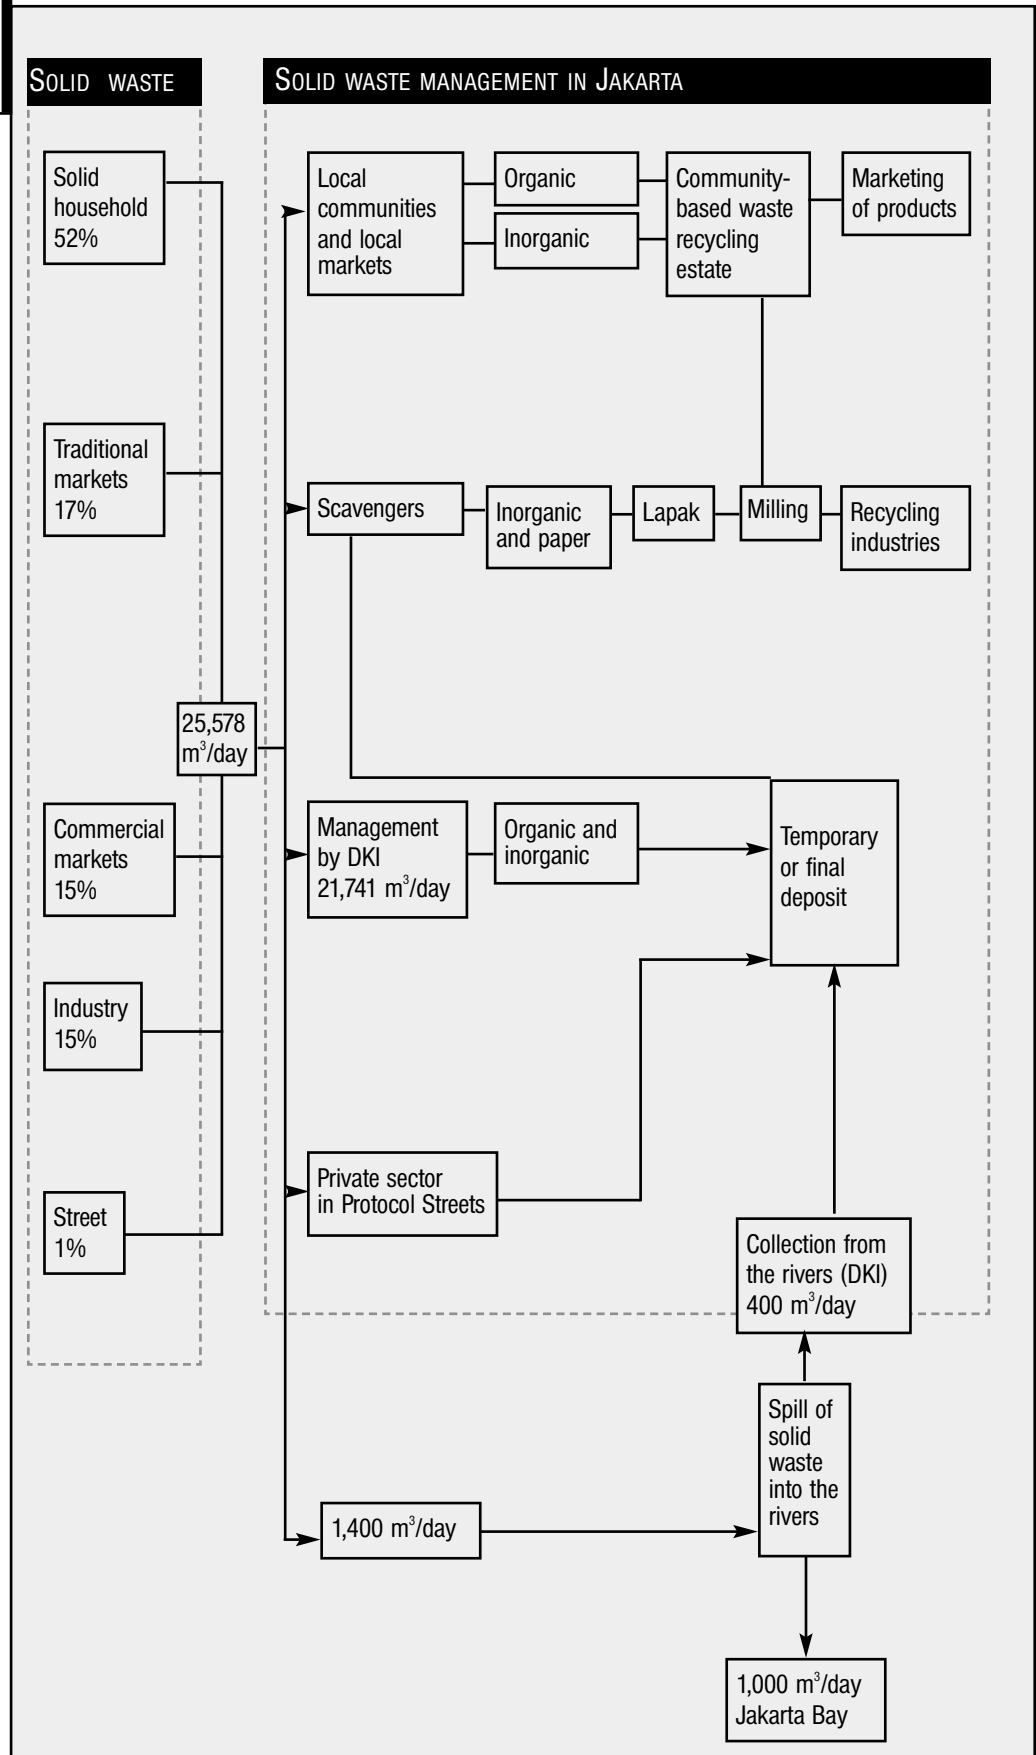 SOLID WASTE
SOLID WASTE MANAGEMENT IN JAKARTA
Solid
household
52%
Traditional
markets
17%
25,578
m³/day
Commercial
markets
15%
Industry
15%
Street
1%
Local
communities
and local
markets
Organic
Inorganic
Community-
based waste
recycling
estate
Marketing
of products
Scavengers
Inorganic
and paper
Lapak
Milling
Recycling
industries
Management
by DKI
21,741 m³/day
Organic and
inorganic
Temporary
or final
deposit
Private sector
in Protocol Streets
Collection from
the rivers (DKI)
400 m³/day
Spill of
solid
waste
into the
rivers
1,400 m³/day
1,000 m³/day
Jakarta Bay